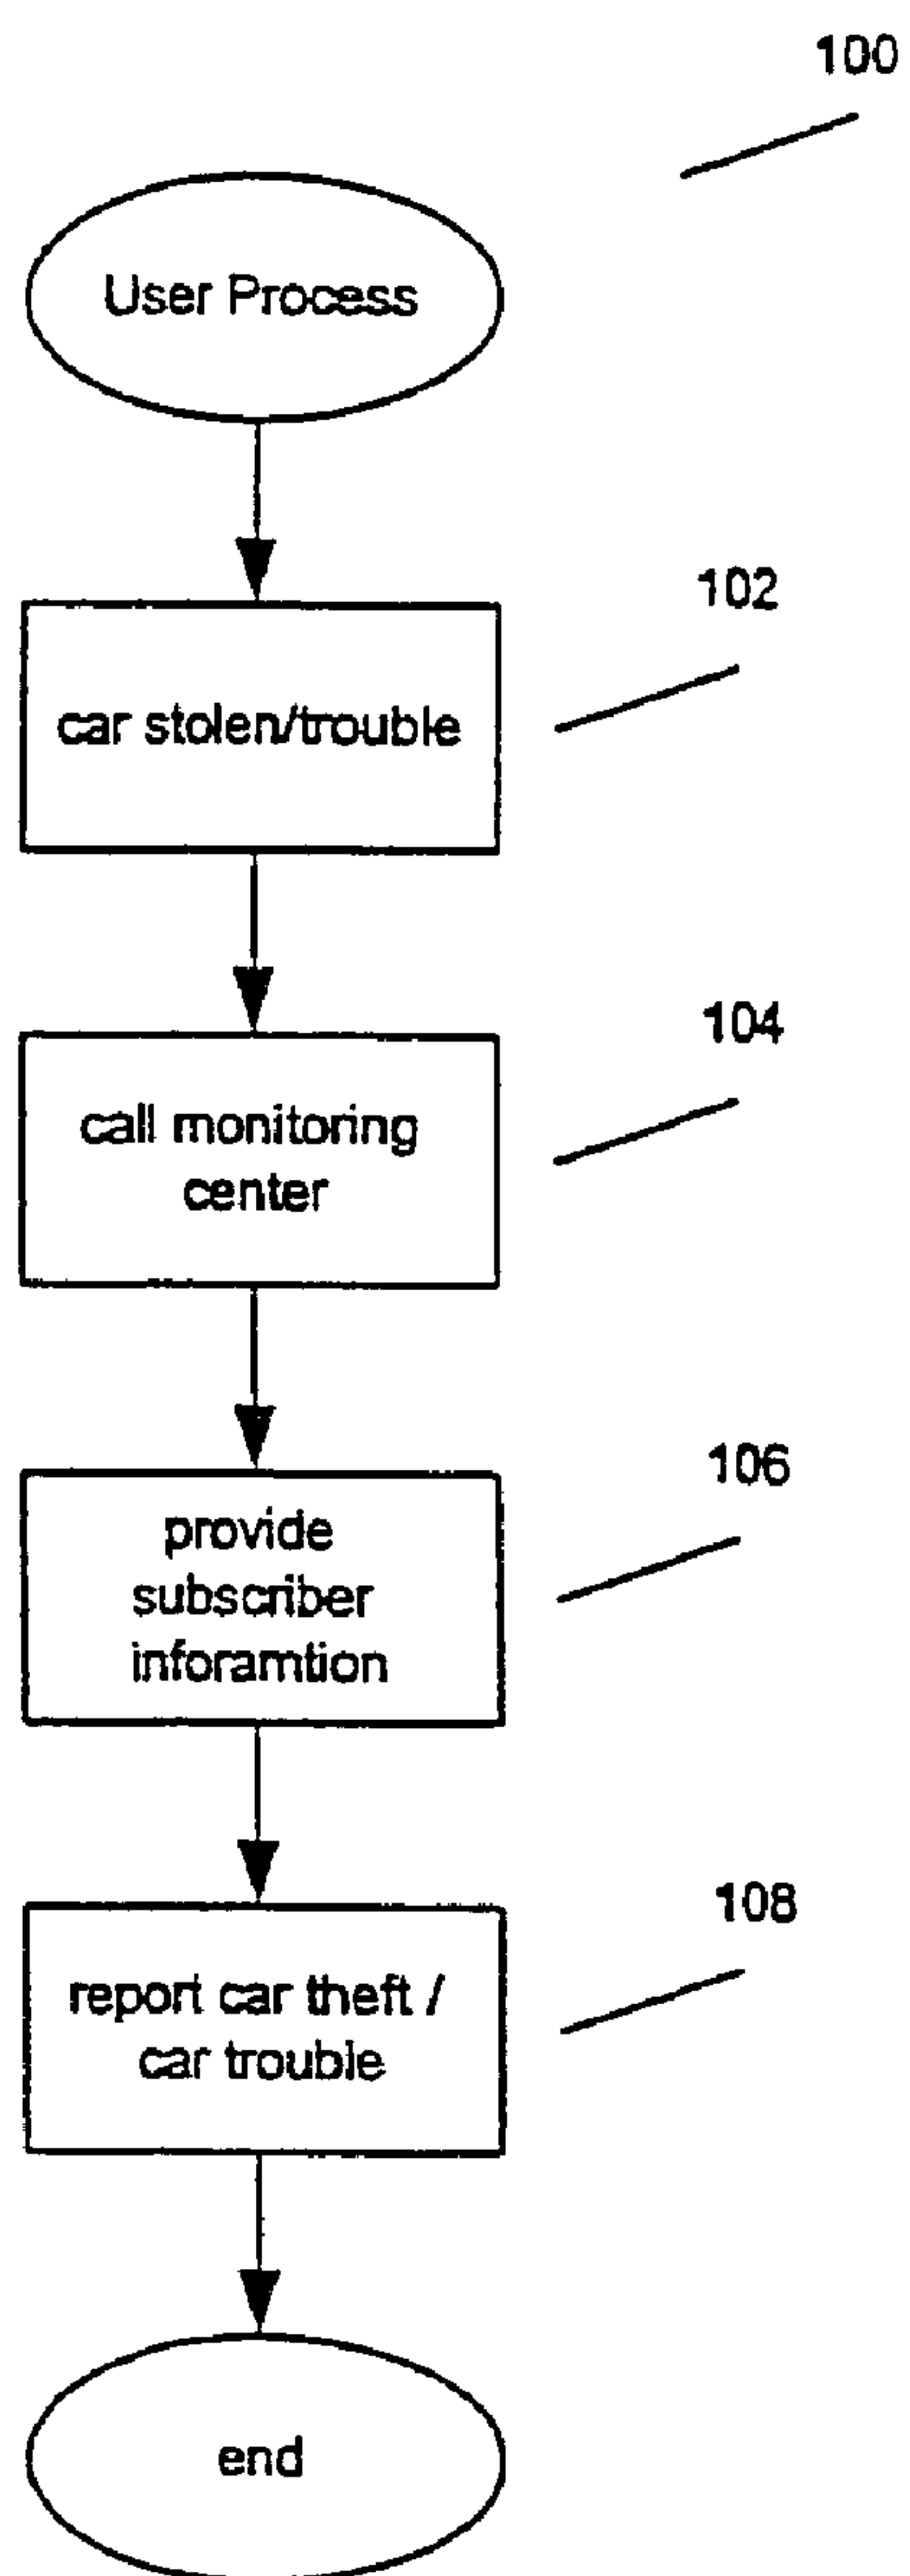 100
User Process
102
car stolen/trouble
104
call monitoring
center
106
provide
subscriber
inforamtion
108
report car theft /
car trouble
end